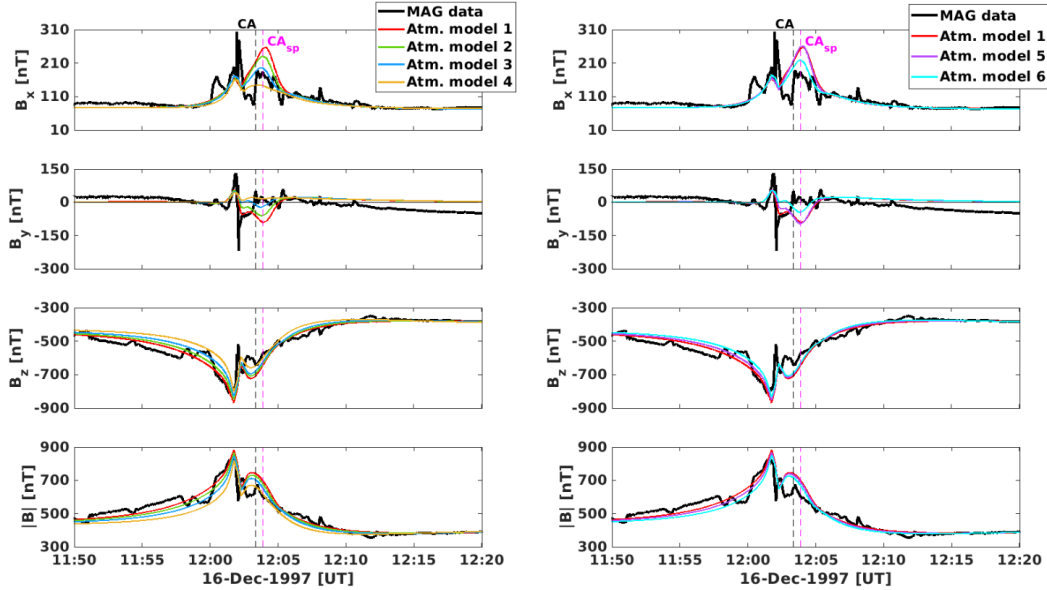 CA
CA_sp
MAG data
Atm. model 1
Atm. model 2
Atm. model 3
Atm. model 4
310
210
110
10
B_x [nT]
150
0
-150
-300
B_y [nT]
-300
-500
-700
-900
B_z [nT]
900
700
500
300
|B| [nT]
11:50 11:55 12:00 12:05 12:10 12:15 12:20
16-Dec-1997 [UT]
CA
CA_sp
MAG data
Atm. model 1
Atm. model 5
Atm. model 6
310
210
110
10
B_x [nT]
150
0
-150
-300
B_y [nT]
-300
-500
-700
-900
B_z [nT]
900
700
500
300
|B| [nT]
11:50 11:55 12:00 12:05 12:10 12:15 12:20
16-Dec-1997 [UT]